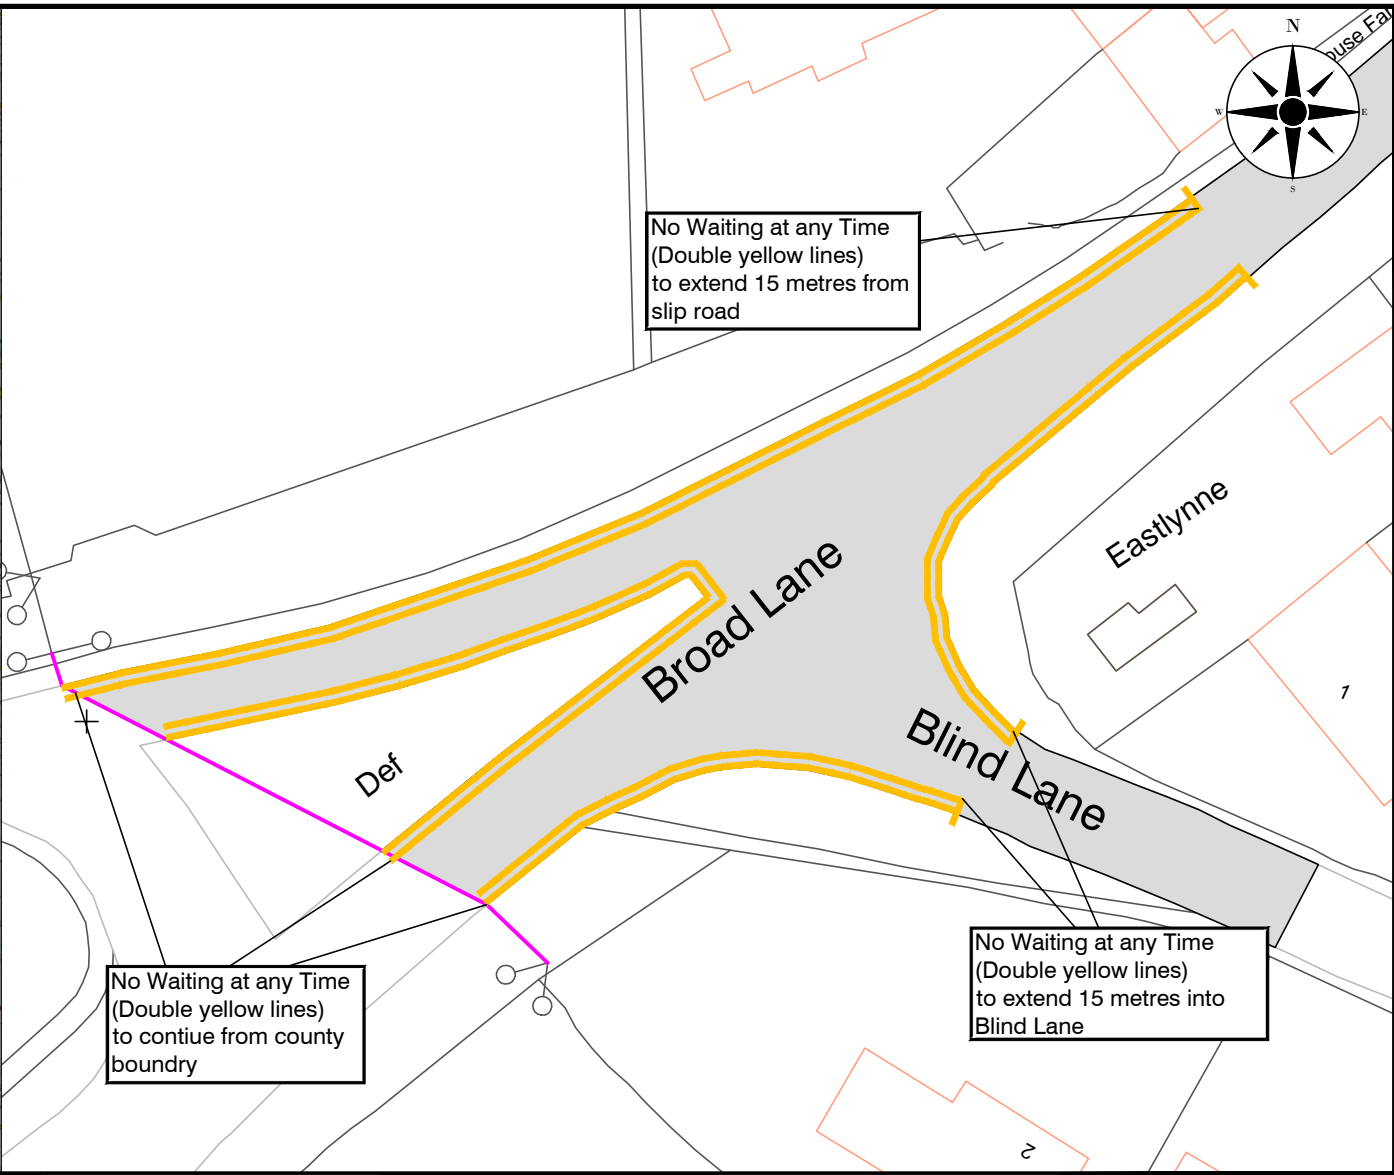 N
W
E
S
ouse Fa
No Waiting at any Time
(Double yellow lines)
to extend 15 metres from
slip road
Eastlynne
Broad Lane
1
Blind Lane
Def
No Waiting at any Time
(Double yellow lines)
to contiue from county
boundry
No Waiting at any Time
(Double yellow lines)
to extend 15 metres into
Blind Lane
2